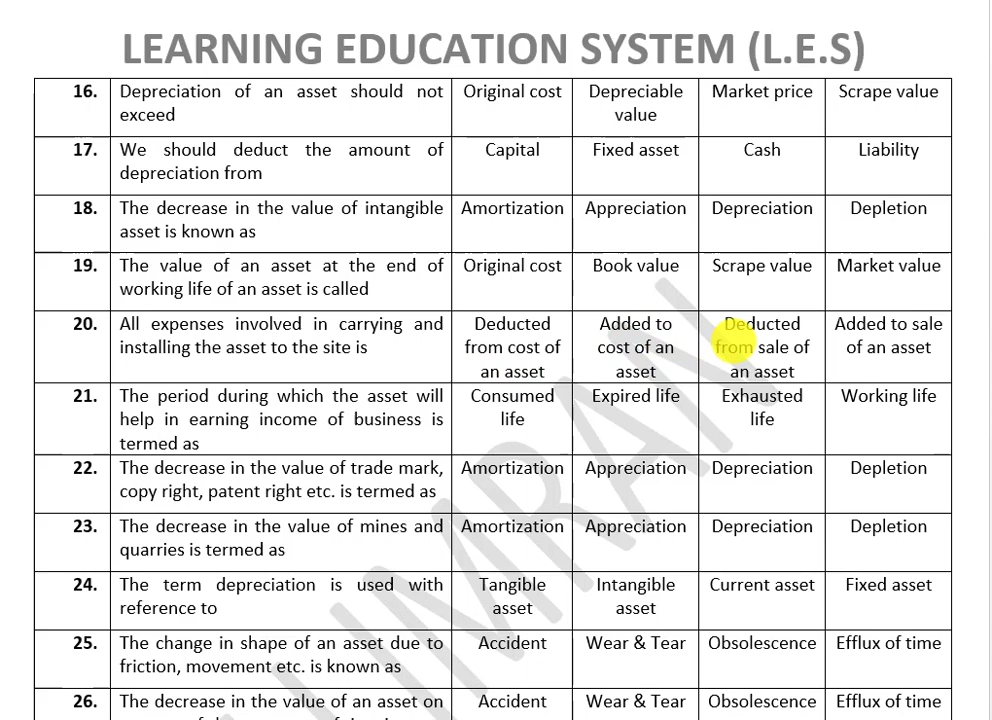 LEARNING EDUCATION SYSTEM (L.E.S)
16. Depreciation of an asset should not Original cost Depreciable Market price Scrape value
exceed value
17. We should deduct the amount of Capital Fixed asset Cash Liability
depreciation from
18. The decrease in the value of intangible Amortization Appreciation Depreciation Depletion
asset is known as
19. The value of an asset at the end of Original cost Book value Scrape value Market value
working life of an asset is called
20. All expenses involved in carrying and Deducted Added to Deducted Added to sale
installing the asset to the site is from cost of cost of an from sale of of an asset
an asset asset an asset
21. The period during which the asset will Consumed Expired life Exhausted Working life
help in earning income of business is life life
termed as
22. The decrease in the value of trade mark, Amortization Appreciation Depreciation Depletion
copy right, patent right etc. is termed as
23. The decrease in the value of mines and Amortization Appreciation Depreciation Depletion
quarries is termed as
24. The term depreciation is used with Tangible Intangible Current asset Fixed asset
reference to asset asset
25. The change in shape of an asset due to Accident Wear & Tear Obsolescence Efflux of time
friction, movement etc. is known as
26. The decrease in the value of an asset on Accident Wear & Tear Obsolescence Efflux of time
IMRAN